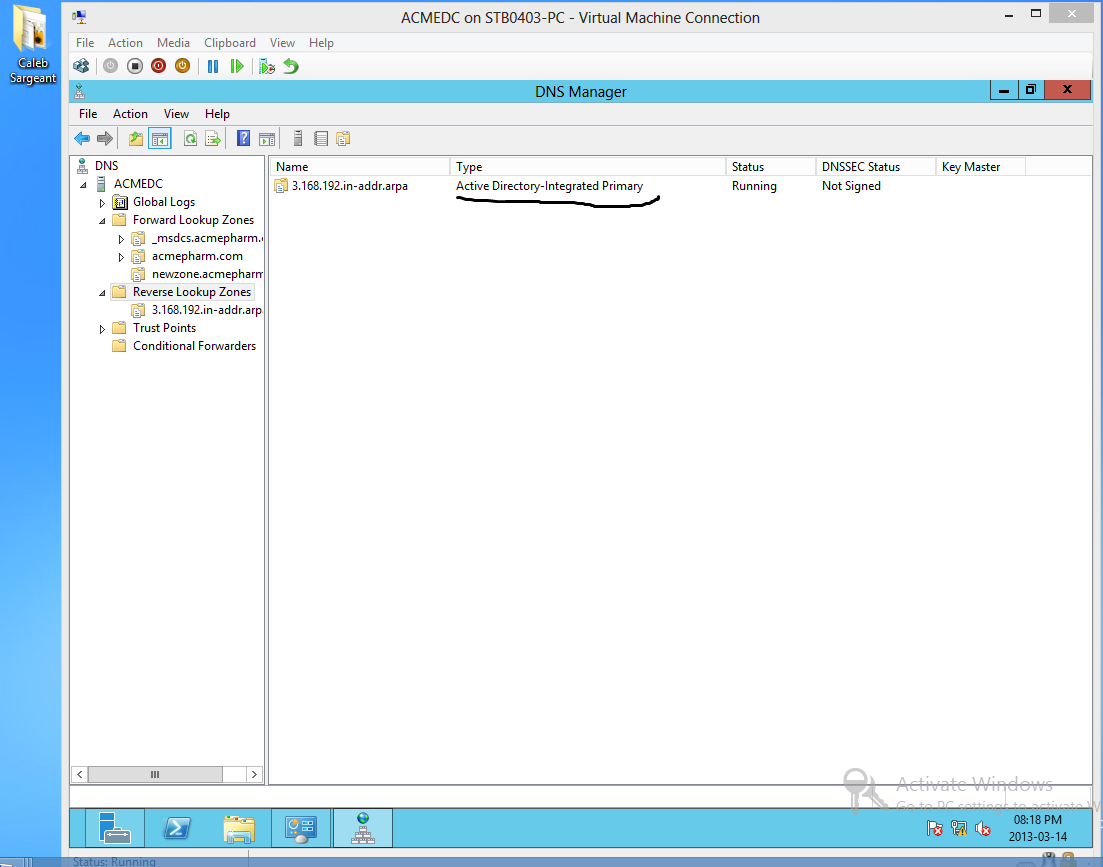 Caleb
Sargeant
ACMEDC on STB0403-PC - Virtual Machine Connection
File Action Media Clipboard View Help
DNS Manager
File Action View Help
DNS
ACMEDC
Global Logs
Forward Lookup Zones
_msdcs.acmepharm.
acmepharm.com
newzone.acmepharm
Reverse Lookup Zones
3.168.192.in-addr.arp
Trust Points
Conditional Forwarders
Name Type Status DNSSEC Status Key Master
3.168.192.in-addr.arpa Active Directory-Integrated Primary Running Not Signed
Activate Windows
Go to PC settings to activate W
08:18 PM
2013-03-14
Status: Running